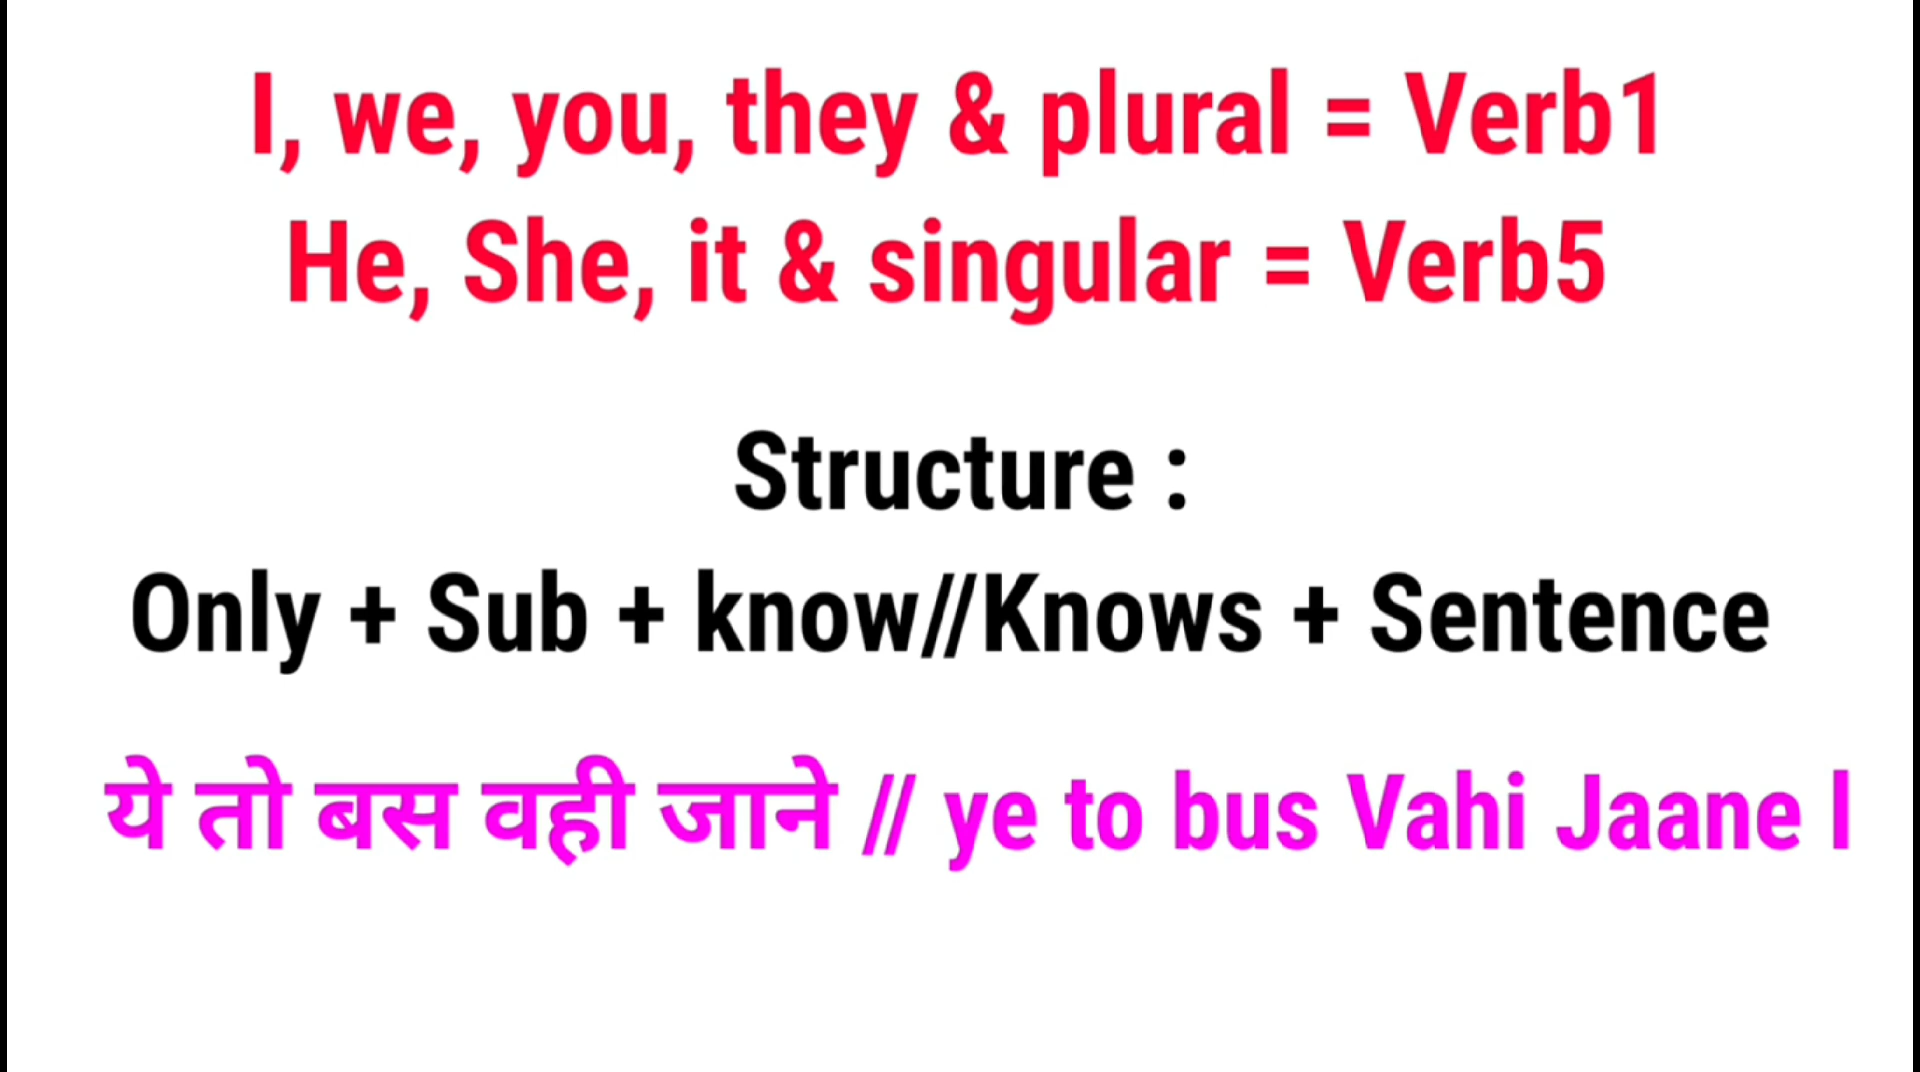 I, we, you, they & plural = Verb1
He, She, it & singular = Verb5
Structure :
Only + Sub + know//Knows + Sentence
ये तो बस वही जाने // ye to bus Vahi Jaane l